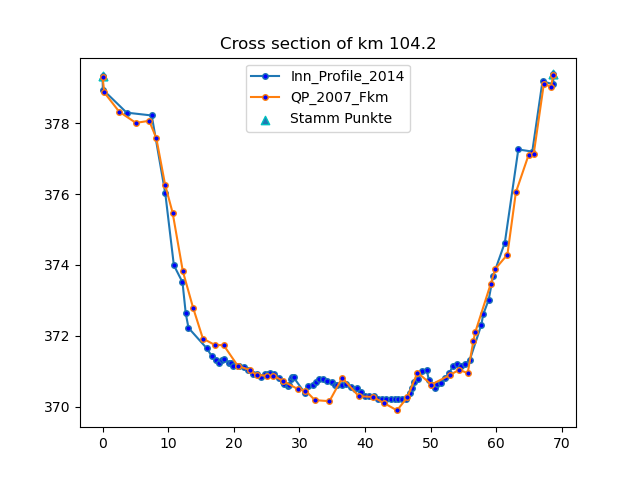 Cross section of km 104.2
Inn_Profile_2014
QP_2007_Fkm
Stamm Punkte
378
376
374
372
370
0 10 20 30 40 50 60 70